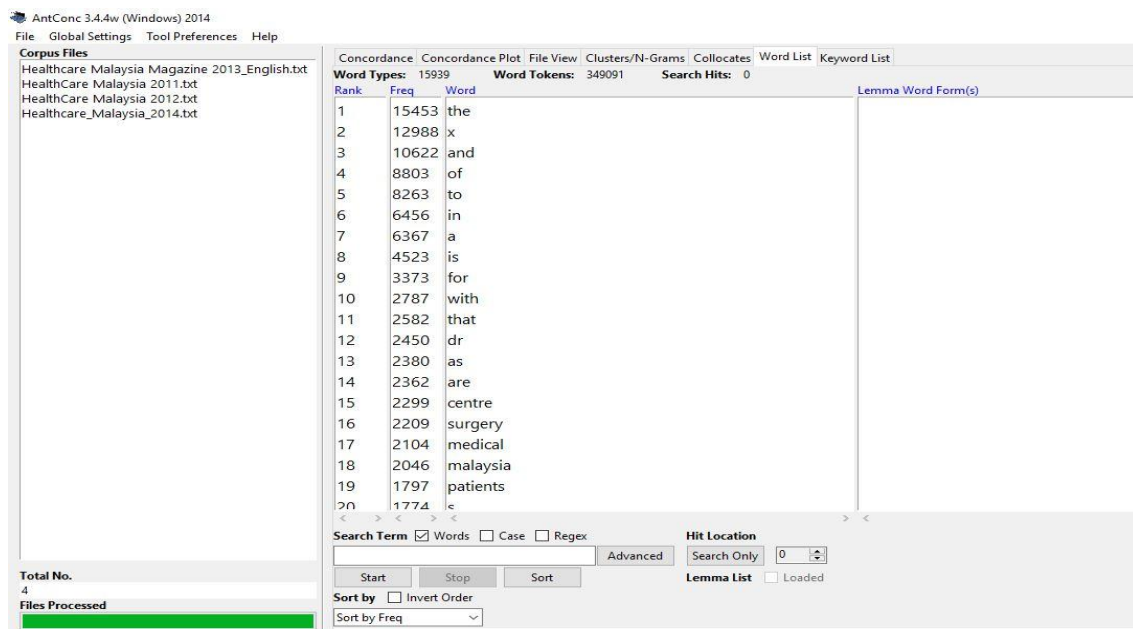 AntConc 3.4.4w (Windows) 2014
File Global Settings Tool Preferences Help
Corpus Files
Healthcare Malaysia Magazine 2013_English.txt
HealthCare Malaysia 2011.txt
HealthCare Malaysia 2012.txt
Healthcare_Malaysia_2014.txt
Total No.
4
Files Processed
Concordance Concordance Plot File View Clusters/N-Grams Collocates Word List Keyword List
Word Types: 15939 Word Tokens: 349091 Search Hits: 0
Rank Freq Word Lemma Word Form(s)
1 15453 the
2 12988 x
3 10622 and
4 8803 of
5 8263 to
6 6456 in
7 6367 a
8 4523 is
9 3373 for
10 2787 with
11 2582 that
12 2450 dr
13 2380 as
14 2362 are
15 2299 centre
16 2209 surgery
17 2104 medical
18 2046 malaysia
19 1797 patients
20 1774 s
Search Term Words Case Regex Hit Location
Advanced Search Only 0
Start Stop Sort Lemma List Loaded
Sort by Invert Order
Sort by Freq